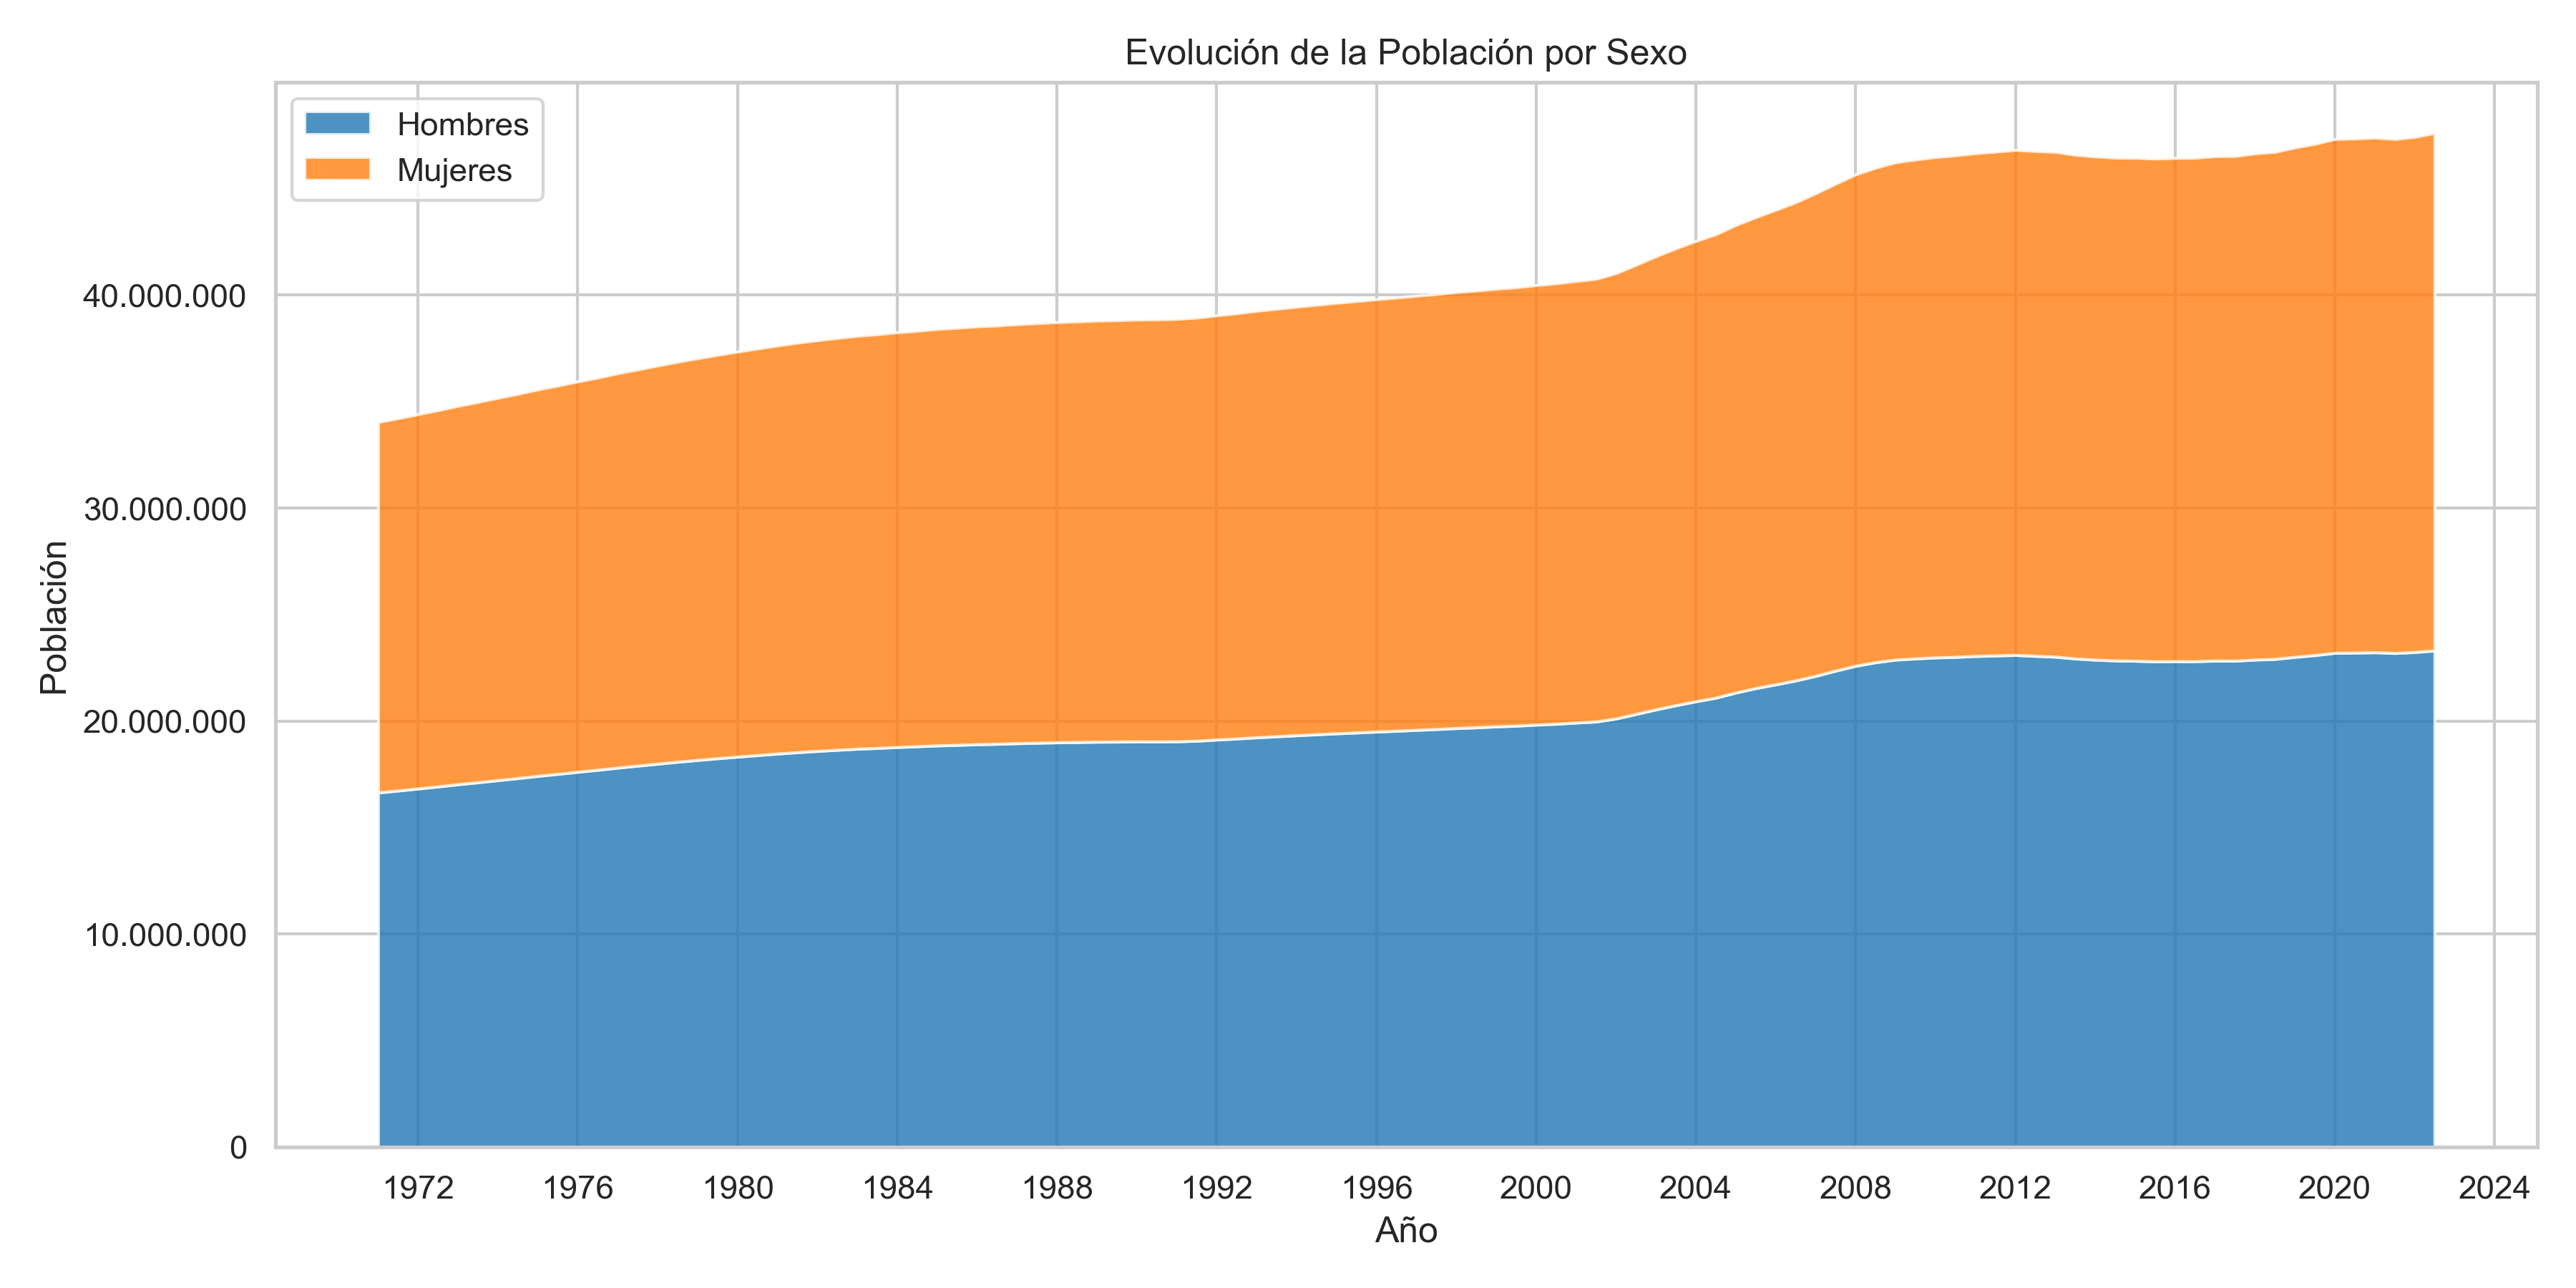 Evolución de la Población por Sexo
Hombres
Mujeres
Población
40.000.000
30.000.000
20.000.000
10.000.000
0
1972 1976 1980 1984 1988 1992 1996 2000 2004 2008 2012 2016 2020 2024
Año